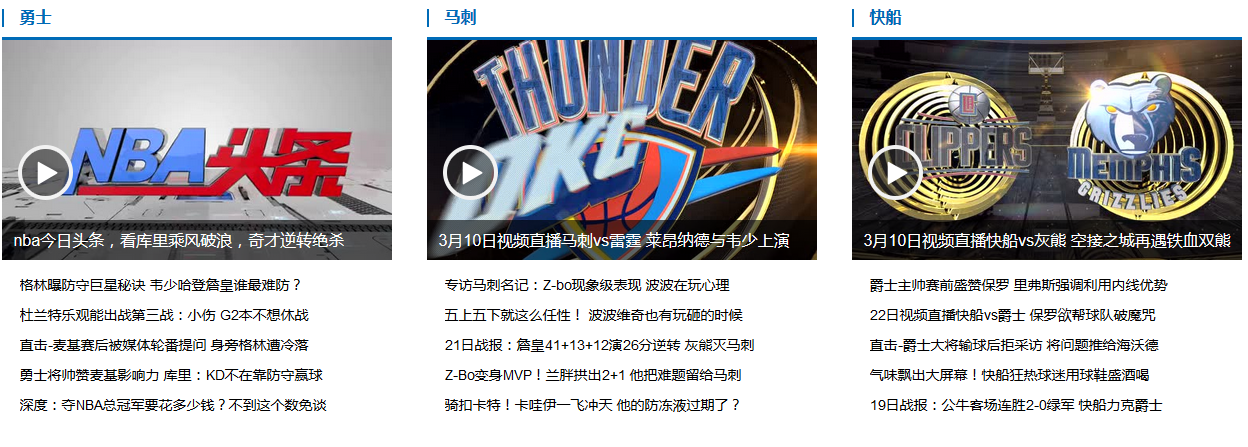 勇士
NBA头条
nba今日头条，看库里乘风破浪，奇才逆转绝杀
格林曝防守巨星秘诀 韦少哈登詹皇谁最难防？
杜兰特乐观能出战第三战：小伤 G2本不想休战
直击-麦基赛后被媒体轮番提问 身旁格林遭冷落
勇士将帅赞麦基影响力 库里：KD不在靠防守赢球
深度：夺NBA总冠军要花多少钱？不到这个数免谈
马刺
THUNDER
OKC
3月10日视频直播马刺vs雷霆 莱昂纳德与韦少上演
专访马刺名记：Z-bo现象级表现 波波在玩心理
五上五下就这么任性！ 波波维奇也有玩砸的时候
21日战报：詹皇41+13+12演26分逆转 灰熊灭马刺
Z-Bo变身MVP！兰胖拱出2+1 他把难题留给马刺
骑扣卡特！卡哇伊一飞冲天 他的防冻液过期了？
快船
CLIPPERS
MEMPHIS
GRIZZLIES
3月10日视频直播快船vs灰熊 空接之城再遇铁血双熊
爵士主帅赛前盛赞保罗 里弗斯强调利用内线优势
22日视频直播快船vs爵士 保罗欲帮球队破魔咒
直击-爵士大将输球后拒采访 将问题推给海沃德
气味飘出大屏幕！快船狂热球迷用球鞋盛酒喝
19日战报：公牛客场连胜2-0绿军 快船力克爵士